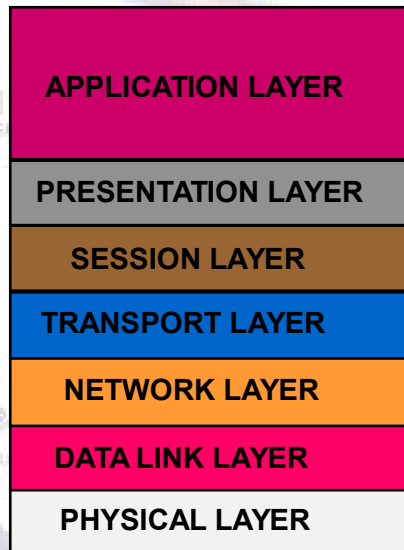 APPLICATION LAYER
PRESENTATION LAYER
SESSION LAYER
TRANSPORT LAYER
NETWORK LAYER
DATA LINK LAYER
PHYSICAL LAYER